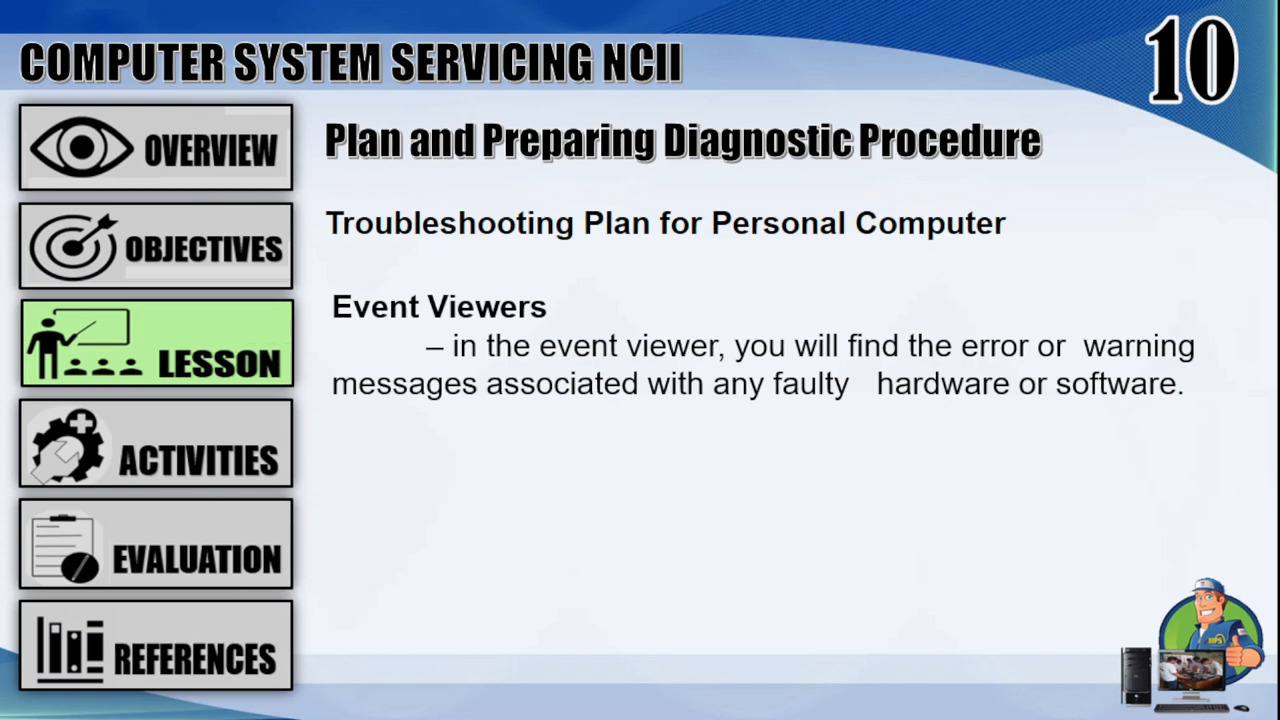 COMPUTER SYSTEM SERVICING NCII
10
OVERVIEW
OBJECTIVES
LESSON
ACTIVITIES
EVALUATION
REFERENCES
Plan and Preparing Diagnostic Procedure
Troubleshooting Plan for Personal Computer
Event Viewers
– in the event viewer, you will find the error or warning
messages associated with any faulty hardware or software.